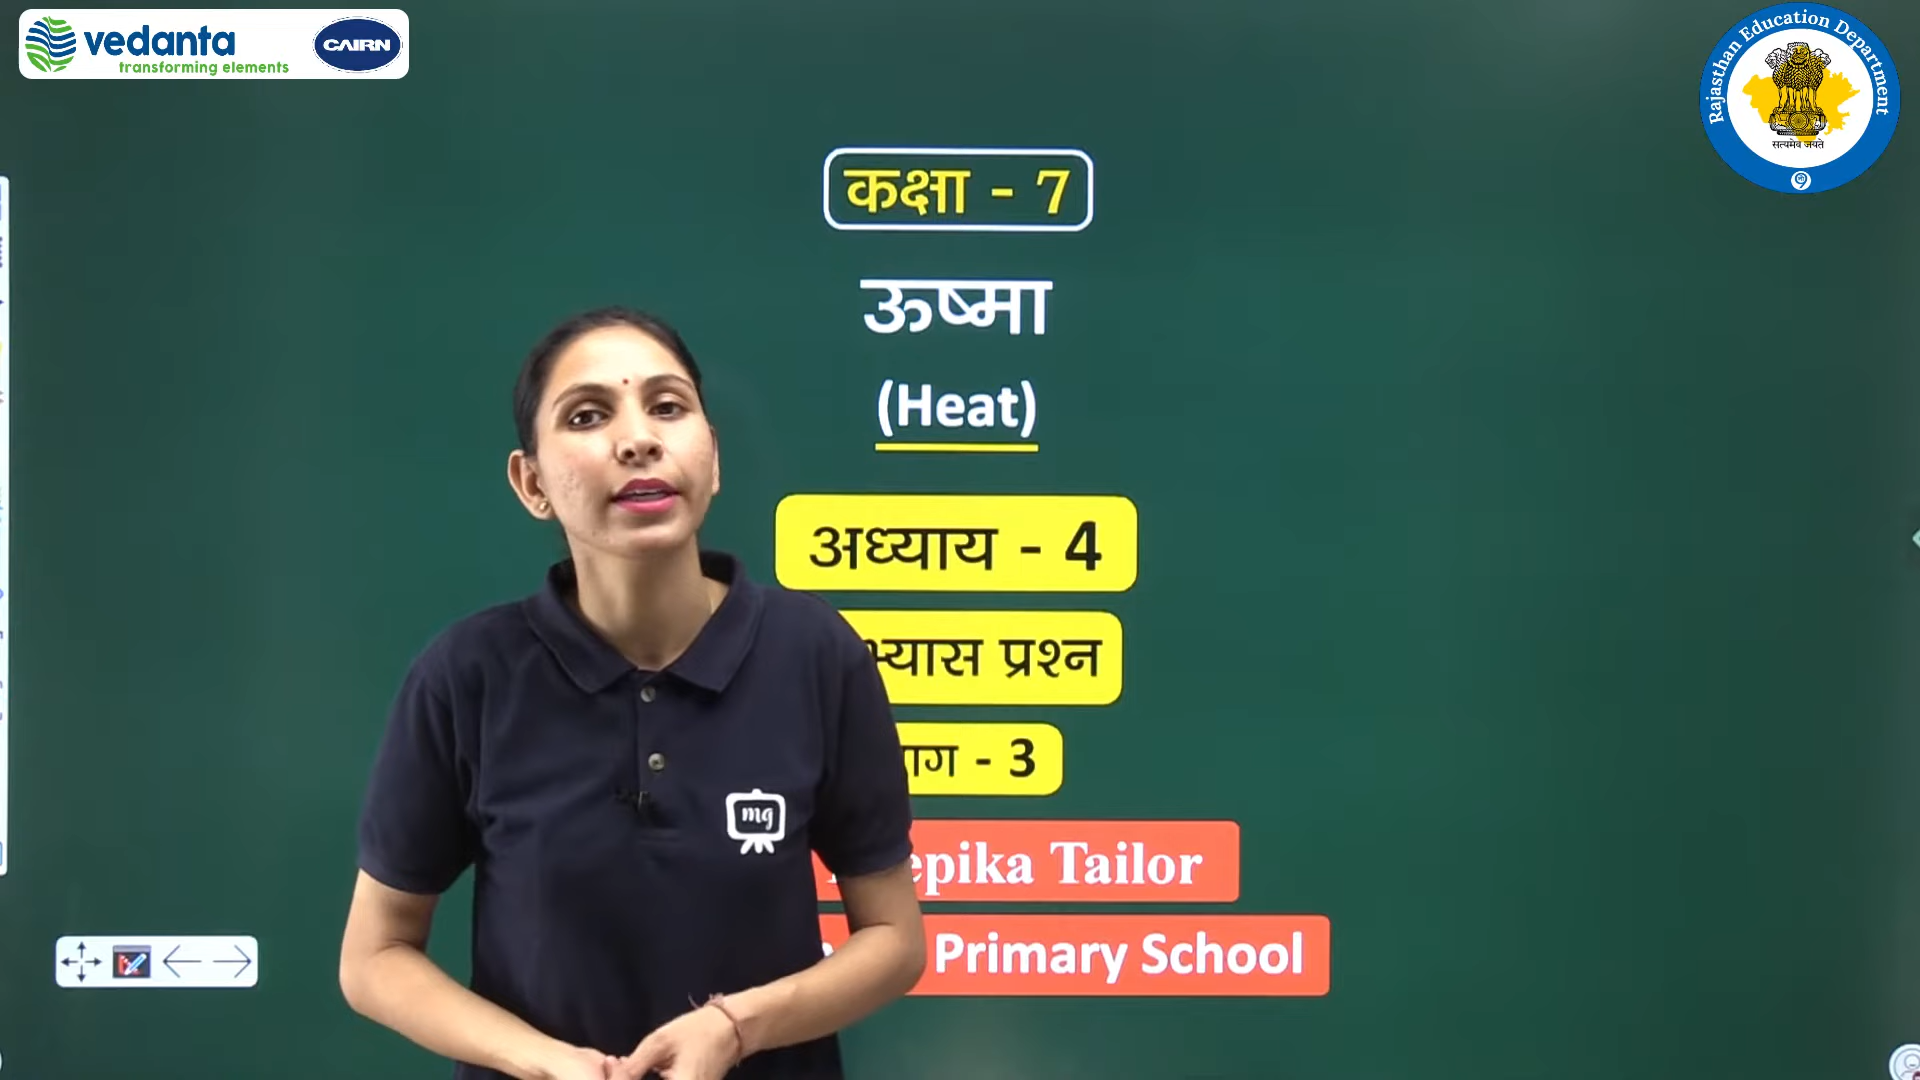 vedanta
transforming elements
CAIRN
Rajasthan Education Department
सत्यमेव जयते
कक्षा - 7
ऊष्मा
(Heat)
अध्याय - 4
प्रश्न
- 3
mg
Tailor
Primary School